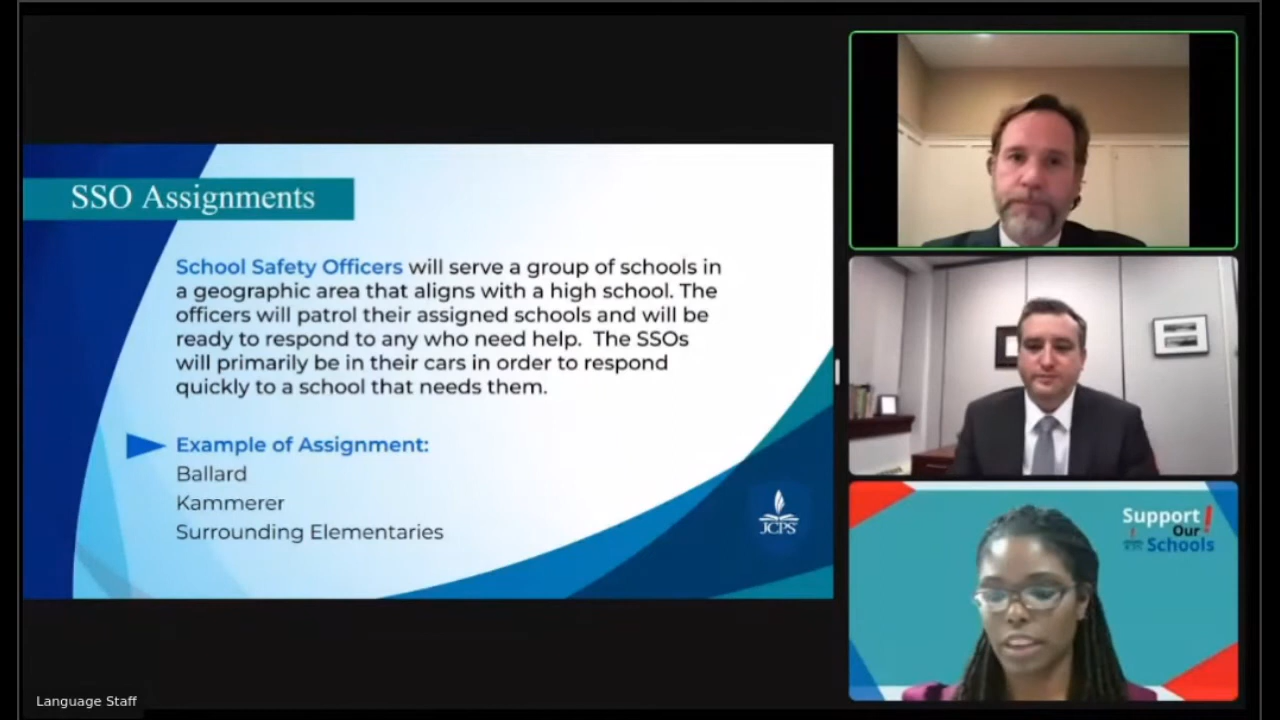 SSO Assignments
School Safety Officers will serve a group of schools in
a geographic area that aligns with a high school. The
officers will patrol their assigned schools and will be
ready to respond to any who need help.  The SSOs
will primarily be in their cars in order to respond
quickly to a school that needs them.
Example of Assignment:
Ballard
Kammerer
Surrounding Elementaries
JCPS
Support
Our
Schools
Language Staff